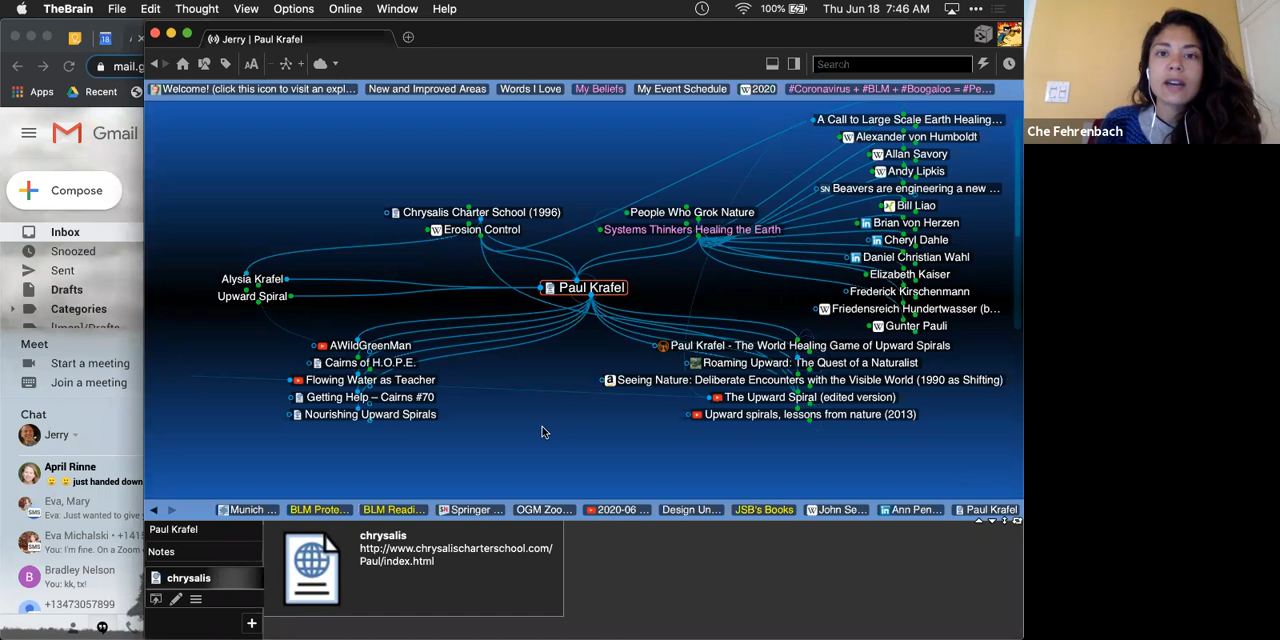 TheBrain File Edit Thought View Options Online Window Help
100% Thu Jun 18 7:46 AM
18
mail.g
Apps Recent
Gmail
Compose
Inbox
Snoozed
Sent
Drafts
Categories
[Imap]/Drafts
Meet
Start a meeting
Join a meeting
Chat
Jerry
April Rinne
just handed down
Eva, Mary
Eva: Just wanted to give y
Eva Michalski • +141
You: I'm fine. On a Zoom
Bradley Nelson
You: kk, tx!
+13473057899
Jerry | Paul Krafel
AA
Search
Welcome! (click this icon to visit an expl... New and Improved Areas Words I Love My Beliefs My Event Schedule 2020 #Coronavirus + #BLM + #Boogaloo = #Pe...
A Call to Large Scale Earth Healing...
Alexander von Humboldt
Allan Savory
Andy Lipkis
SN Beavers are engineering a new ...
Bill Liao
Brian von Herzen
Cheryl Dahle
Daniel Christian Wahl
Elizabeth Kaiser
Frederick Kirschenmann
Friedensreich Hundertwasser (b...
Gunter Pauli
Chrysalis Charter School (1996)
Erosion Control
People Who Grok Nature
Systems Thinkers Healing the Earth
Alysia Krafel
Upward Spiral
Paul Krafel
AWildGreenMan
Cairns of H.O.P.E.
Flowing Water as Teacher
Getting Help – Cairns #70
Nourishing Upward Spirals
Paul Krafel - The World Healing Game of Upward Spirals
Roaming Upward: The Quest of a Naturalist
Seeing Nature: Deliberate Encounters with the Visible World (1990 as Shifting)
The Upward Spiral (edited version)
Upward spirals, lessons from nature (2013)
Munich ... BLM Prote... BLM Readi... Springer ... OGM Zoo... 2020-06 ... Design Un... JSB's Books John Se... Ann Pen... Paul Krafel
Paul Krafel
Notes
chrysalis
chrysalis
http://www.chrysalischarterschool.com/
Paul/index.html
Che Fehrenbach